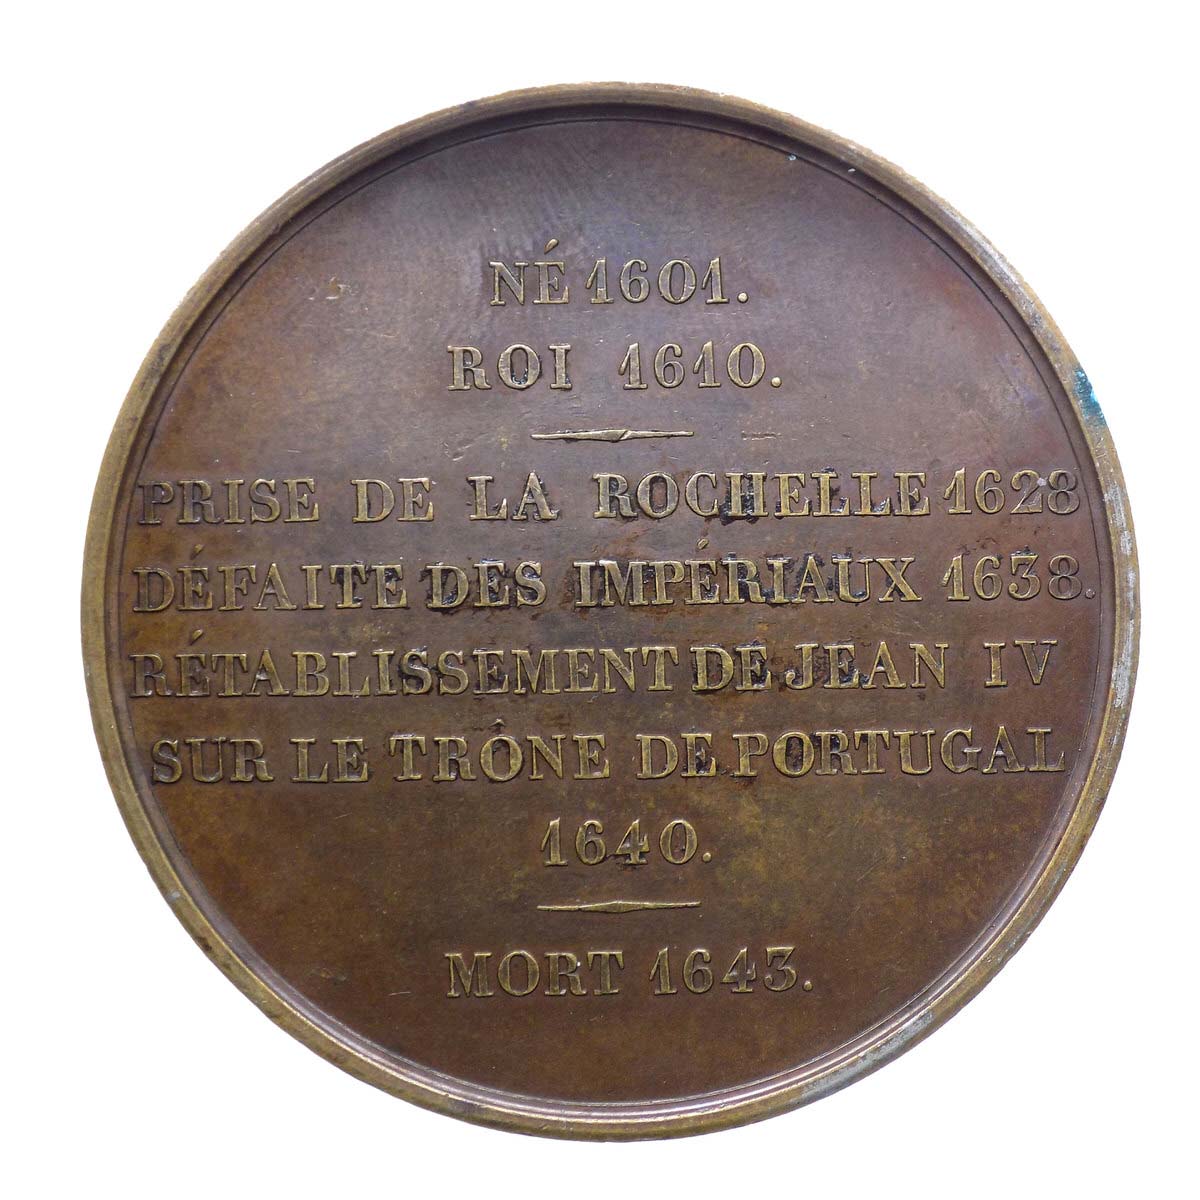 NÉ 1601.
ROI 1610.
PRISE DE LA ROCHELLE 1628
DÉFAITE DES IMPÉRIAUX 1638.
RÉTABLISSEMENT DE JEAN IV
SUR LE TRÔNE DE PORTUGAL
1640.
MORT 1643.